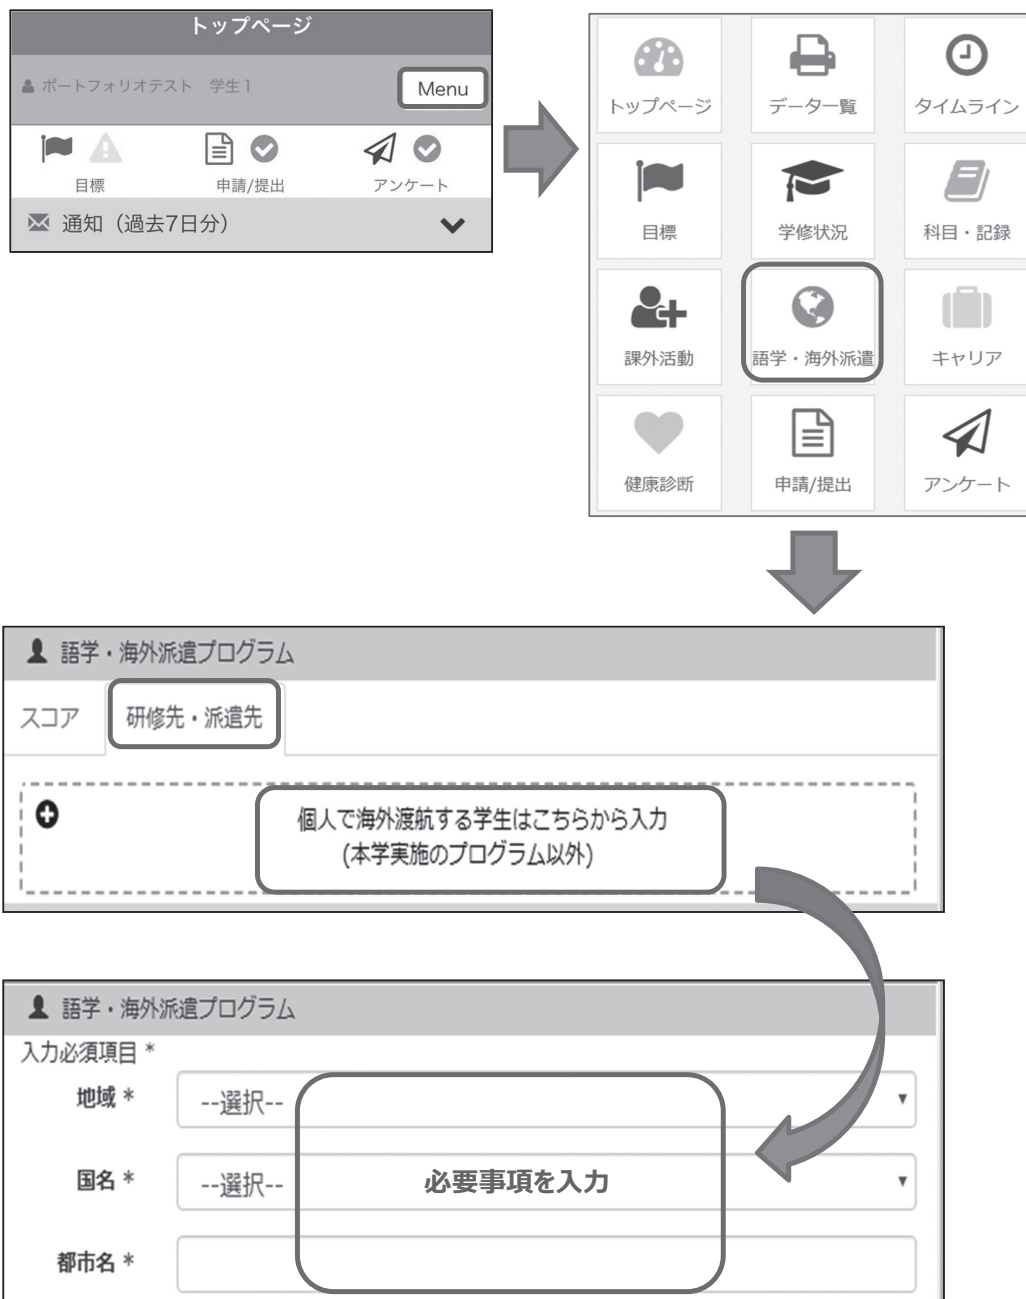 トップページ
ポートフォリオテスト 学生1
Menu
目標
申請/提出
アンケート
通知（過去7日分）
トップページ
データ一覧
タイムライン
目標
学修状況
科目・記録
課外活動
語学・海外派遣
キャリア
健康診断
申請/提出
アンケート
語学・海外派遣プログラム
スコア
研修先・派遣先
個人で海外渡航する学生はこちらから入力
(本学実施のプログラム以外)
語学・海外派遣プログラム
入力必須項目 *
地域 *
--選択--
国名 *
--選択--
必要事項を入力
都市名 *